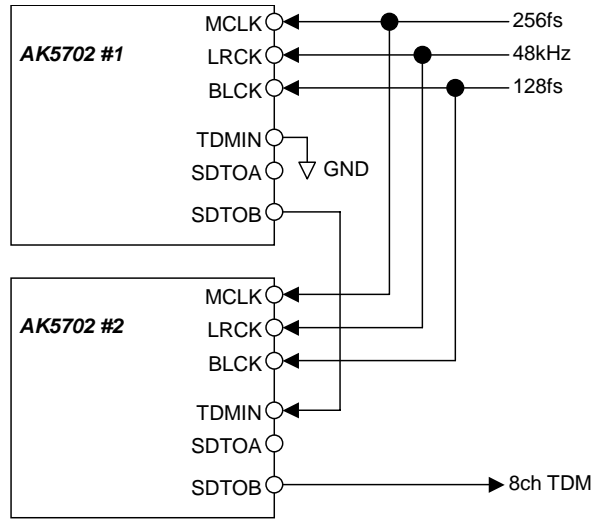 MCLK 256fs
AK5702 #1 LRCK 48kHz
BLCK 128fs
TDMIN
SDTOA GND
SDTOB
MCLK
AK5702 #2 LRCK
BLCK
TDMIN
SDTOA
SDTOB 8ch TDM